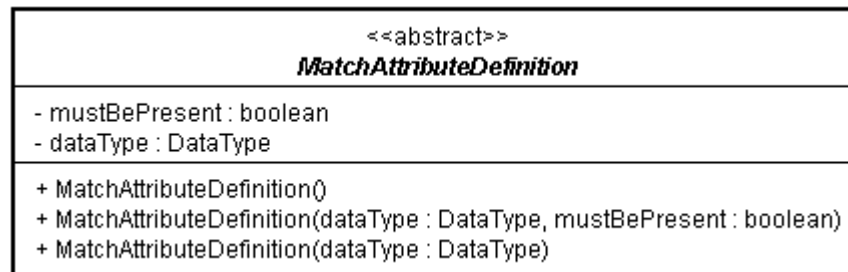 <<abstract>>
MatchAttributeDefinition
- mustBePresent : boolean
- dataType : DataType
+ MatchAttributeDefinition()
+ MatchAttributeDefinition(dataType : DataType, mustBePresent : boolean)
+ MatchAttributeDefinition(dataType : DataType)